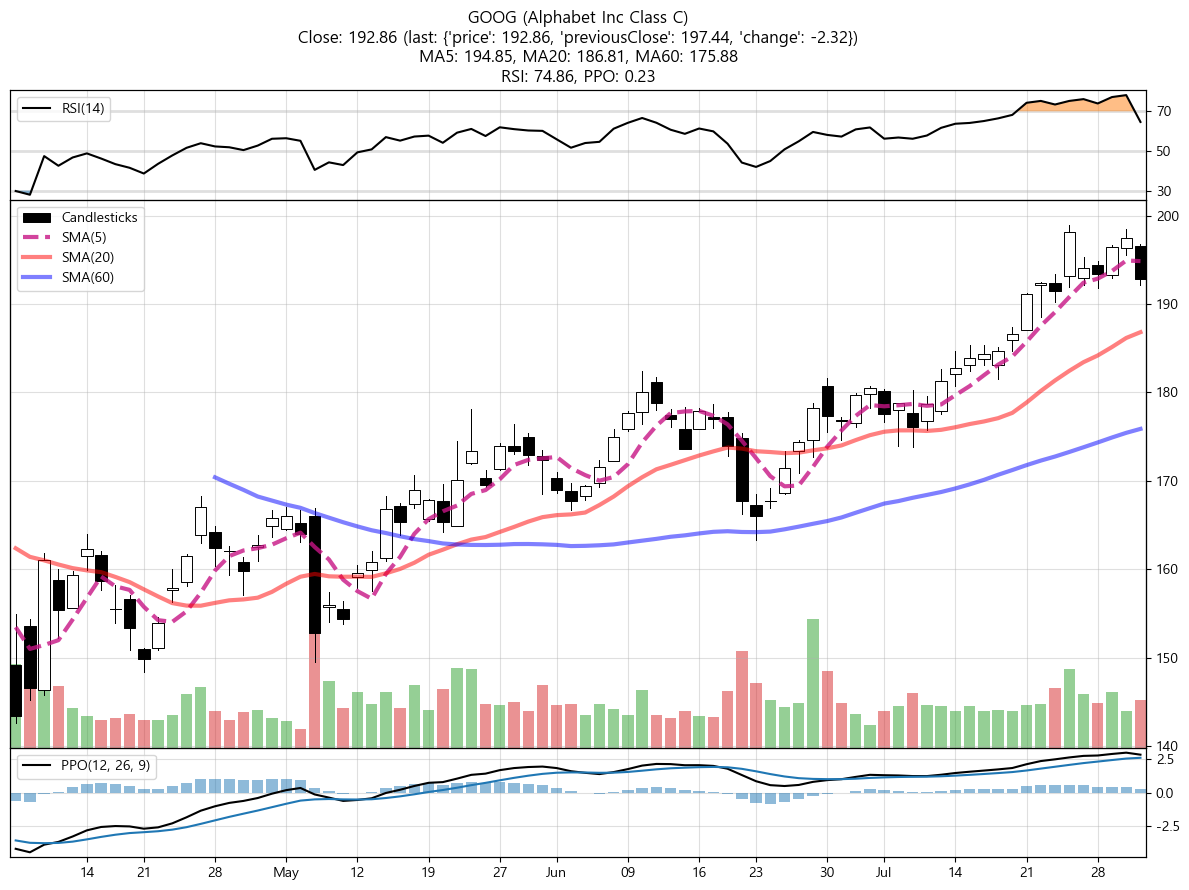 GOOG (Alphabet Inc Class C)
Close: 192.86 (last: {'price': 192.86, 'previousClose': 197.44, 'change': -2.32})
MA5: 194.85, MA20: 186.81, MA60: 175.88
RSI: 74.86, PPO: 0.23
RSI(14)
70
50
30
Candlesticks
SMA(5)
SMA(20)
SMA(60)
200
190
180
170
160
150
140
PPO(12, 26, 9)
2.5
0.0
−2.5
14 21 28 May 12 19 27 Jun 09 16 23 30 Jul 14 21 28